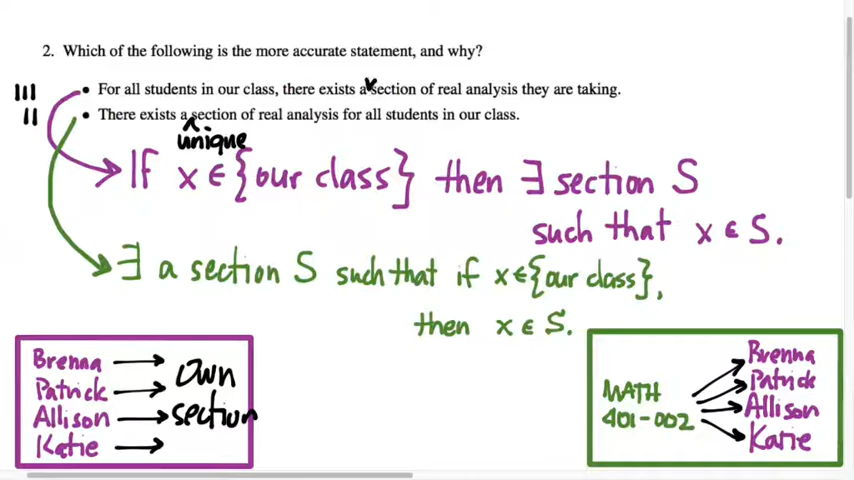 2. Which of the following is the more accurate statement, and why?
III • For all students in our class, there exists a section of real analysis they are taking.
II • There exists a section of real analysis for all students in our class.
unique
If x ∈ {our class} then ∃ section S
such that x ∈ S.
∃ a section S such that if x ∈ {our class},
then x ∈ S.
Brenna → own
Patrick →
Allison → section
Katie →
MATH
401-002
Brenna
Patrick
Allison
Katie